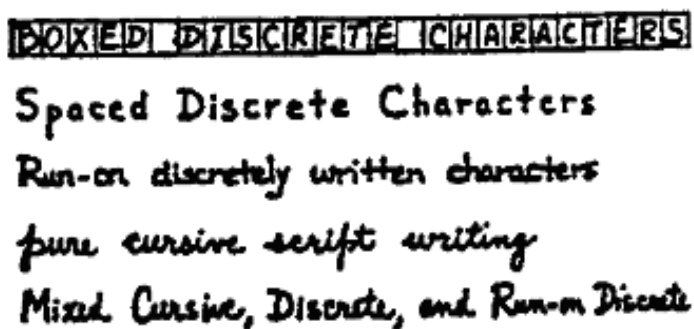 BOXED DISCRETE CHARACTERS
Spaced Discrete Characters
Run-on discretely written characters
pure cursive script writing
Mixed Cursive, Discrete, and Run-on Discrete